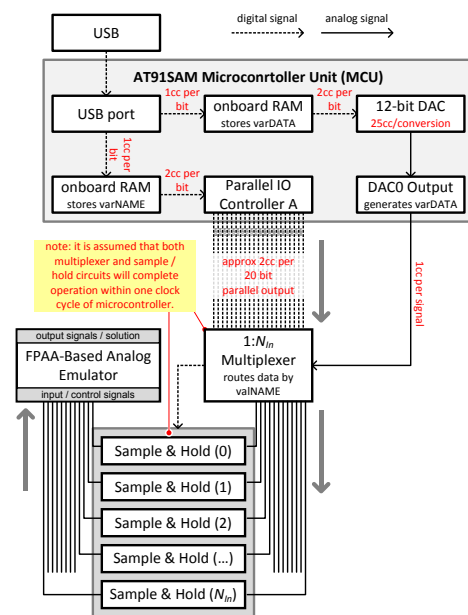 USB
digital signal
analog signal
AT91SAM Microconrtoller Unit (MCU)
USB port
1cc per
bit
onboard RAM
stores varDATA
2cc per
bit
12-bit DAC
25cc/conversion
1cc per
bit
onboard RAM
stores varNAME
2cc per
bit
Parallel IO
Controller A
DAC0 Output
generates varDATA
note: it is assumed that both
multiplexer and sample /
hold circuits will complete
operation within one clock
cycle of microcontroller.
approx 2cc per
20 bit
parallel output
1cc per signal
output signals / solution
FPAA-Based Analog
Emulator
input / control signals
1:NIn
Multiplexer
routes data by
valNAME
Sample & Hold (0)
Sample & Hold (1)
Sample & Hold (2)
Sample & Hold (...)
Sample & Hold (NIn)